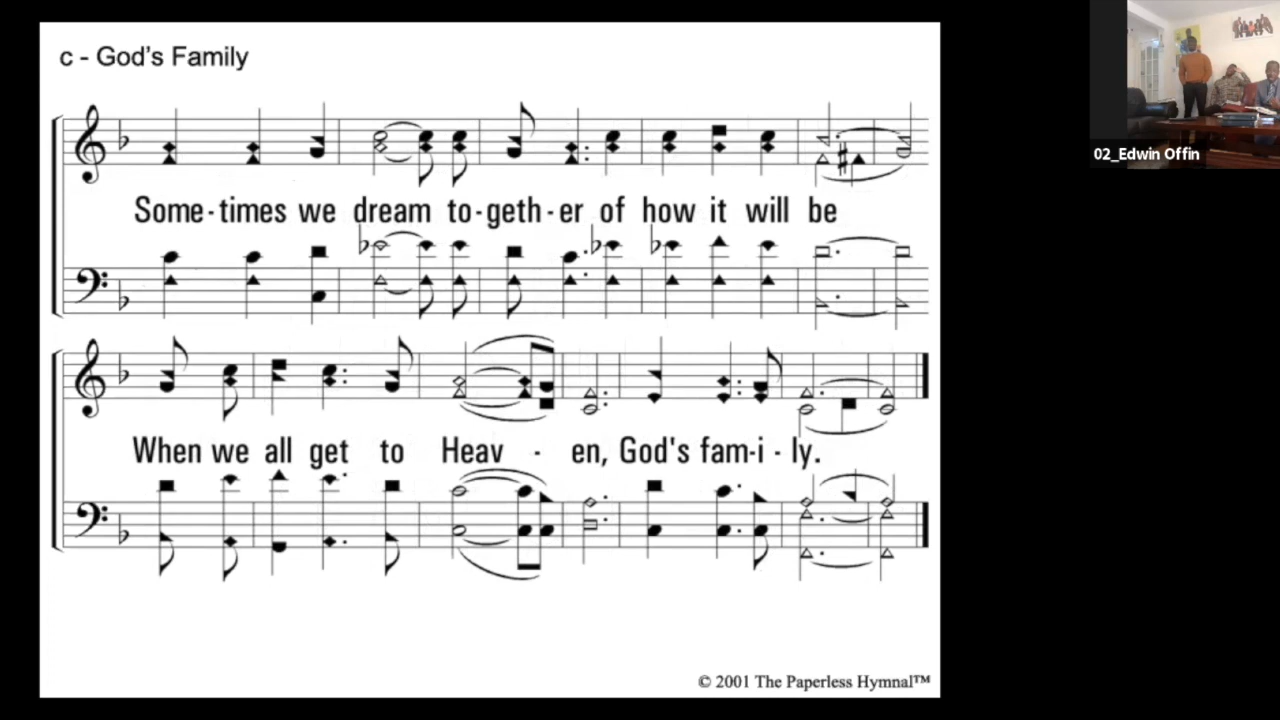 c - God's Family
02_Edwin Offin
Some-times we dream to-geth-er of how it will be
When we all get to Heav - en, God's fam-i-ly.
© 2001 The Paperless Hymnal™